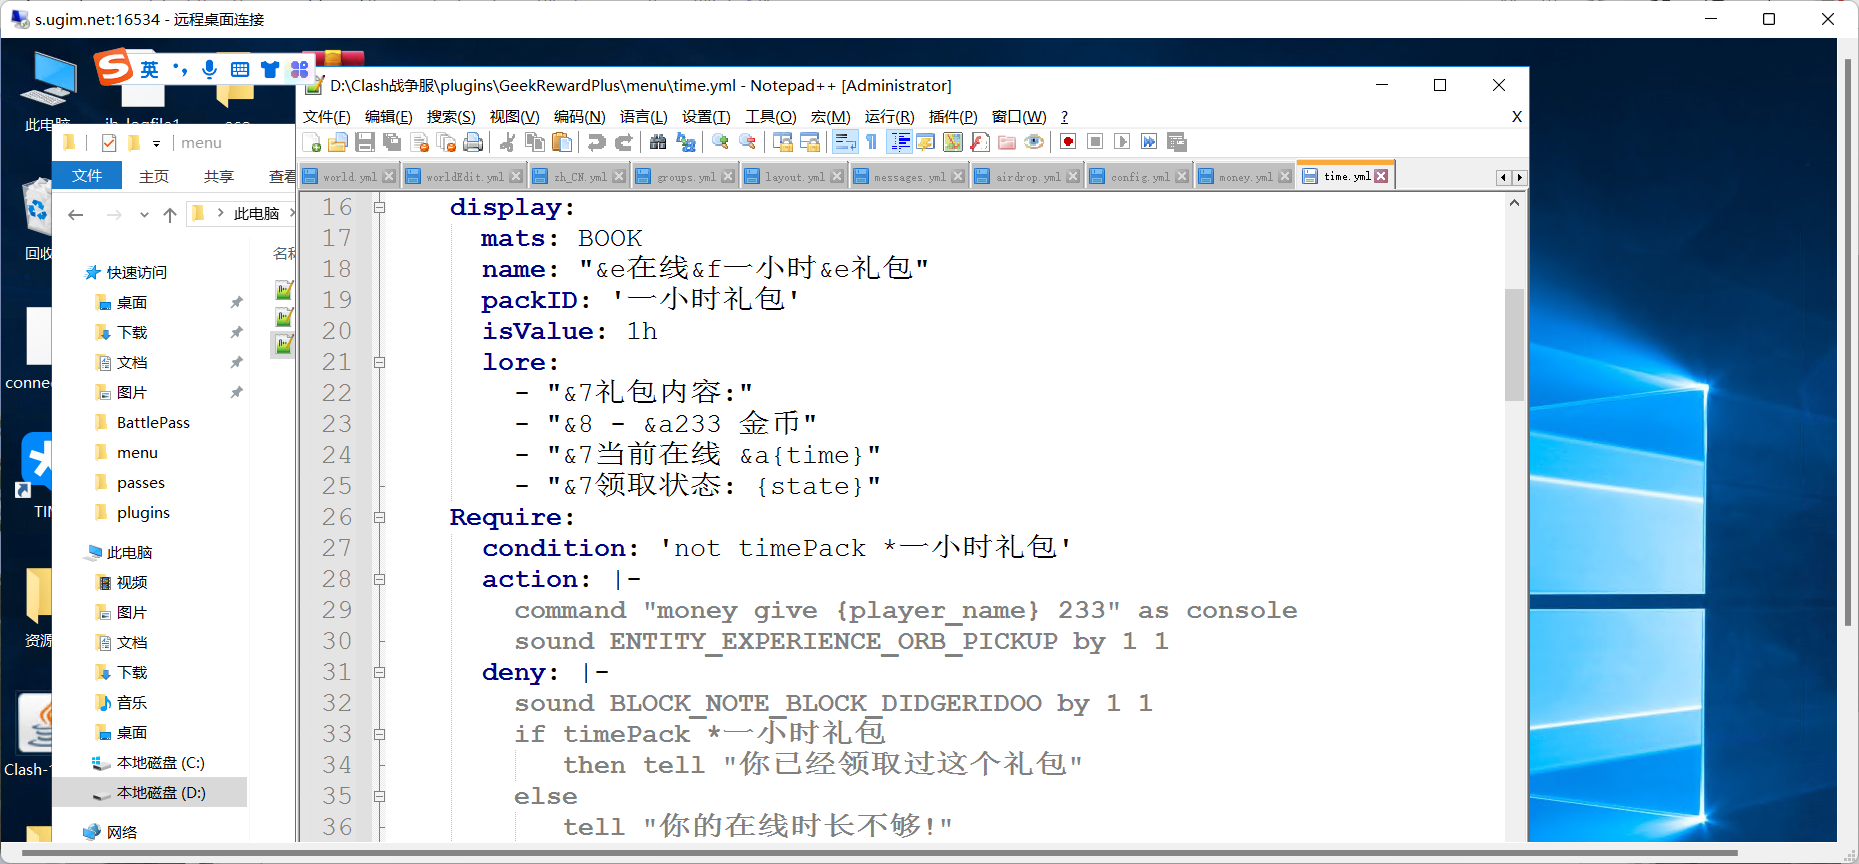 s.ugim.net:16534 - 远程桌面连接
英
此电脑
回收
conne
TI
资源
Clash-
menu
文件
主页
共享
查看
此电脑
名称
快速访问
桌面
下载
文档
图片
BattlePass
menu
passes
plugins
此电脑
视频
图片
文档
下载
音乐
桌面
本地磁盘 (C:)
本地磁盘 (D:)
网络
D:\Clash战争服\plugins\GeekRewardPlus\menu\time.yml - Notepad++ [Administrator]
文件(F) 编辑(E) 搜索(S) 视图(V) 编码(N) 语言(L) 设置(T) 工具(O) 宏(M) 运行(R) 插件(P) 窗口(W) ? X
world.yml worldEdit.yml zh_CN.yml groups.yml layout.yml messages.yml airdrop.yml config.yml money.yml time.yml
16 display:
17 mats: BOOK
18 name: "&e在线&f一小时&e礼包"
19 packID: '一小时礼包'
20 isValue: 1h
21 lore:
22 - "&7礼包内容:"
23 - "&8 - &a233 金币"
24 - "&7当前在线 &a{time}"
25 - "&7领取状态: {state}"
26 Require:
27 condition: 'not timePack *一小时礼包'
28 action: |-
29 command "money give {player_name} 233" as console
30 sound ENTITY_EXPERIENCE_ORB_PICKUP by 1 1
31 deny: |-
32 sound BLOCK_NOTE_BLOCK_DIDGERIDOO by 1 1
33 if timePack *一小时礼包
34 then tell "你已经领取过这个礼包"
35 else
36 tell "你的在线时长不够!"